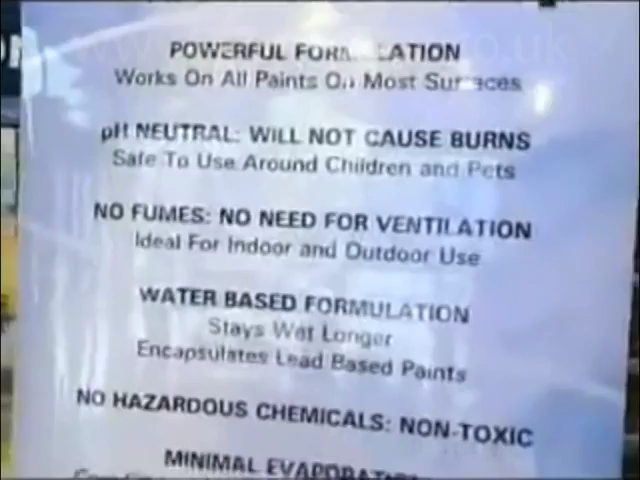 POWERFUL FORMULATION
Works On All Paints On Most Surfaces
pH NEUTRAL: WILL NOT CAUSE BURNS
Safe To Use Around Children and Pets
NO FUMES: NO NEED FOR VENTILATION
Ideal For Indoor and Outdoor Use
WATER BASED FORMULATION
Stays Wet Longer
Encapsulates Lead Based Paints
NO HAZARDOUS CHEMICALS: NON-TOXIC
MINIMAL EVAPORATION